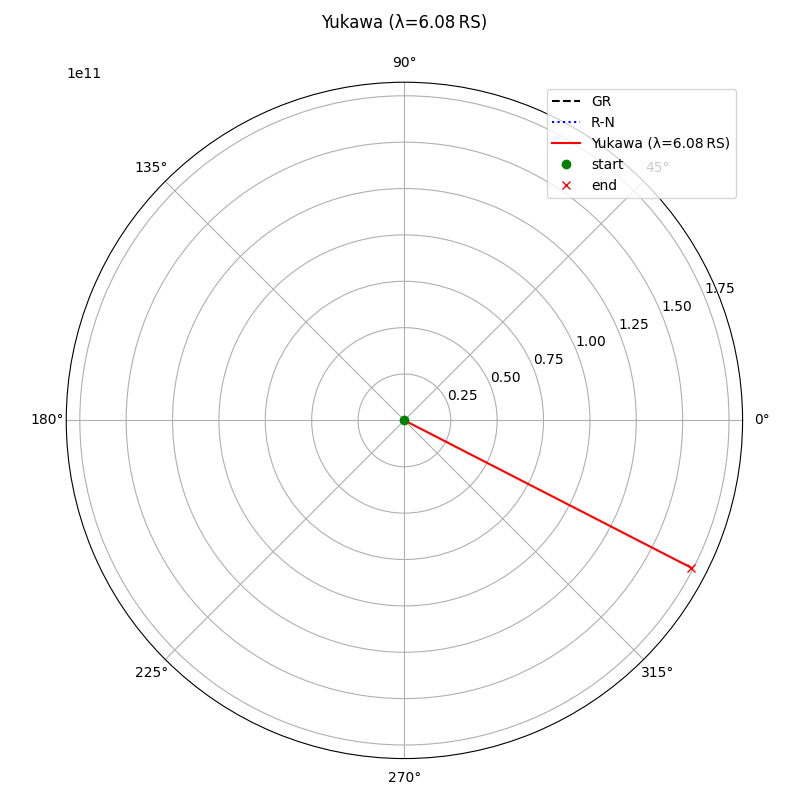 Yukawa (λ=6.08 RS)
90°
1e11
GR
R-N
Yukawa (λ=6.08 RS)
start
end
135°
45°
1.75
1.50
1.25
1.00
0.75
0.50
0.25
180°
0°
225°
315°
270°